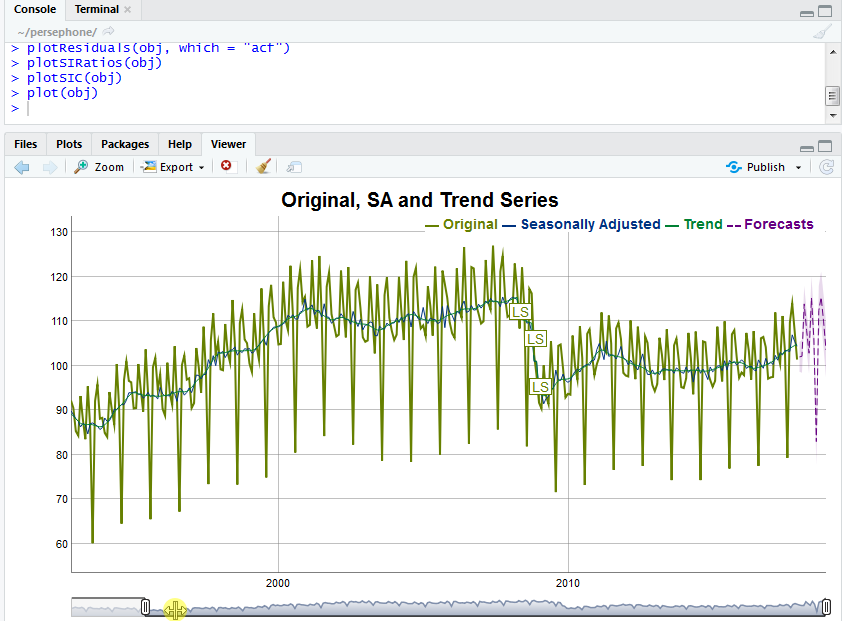 Console Terminal ×
~/persephone/
> plotResiduals(obj, which = "acf")
> plotSIRatios(obj)
> plotSIC(obj)
> plot(obj)
>
Files Plots Packages Help Viewer
Zoom Export Publish
Original, SA and Trend Series
Original Seasonally Adjusted Trend Forecasts
130
120
110
100
90
80
70
60
LS
LS
LS
2000 2010